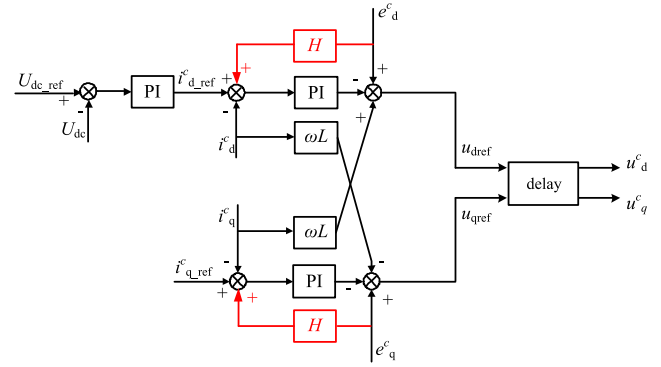 e^c_d
H
+
+
+
U_dc_ref
PI
i^c_d_ref
PI
-
+
-
+
-
U_dc
i^c_d
ωL
u_dref
u^c_d
delay
i^c_q
ωL
u_qref
u^c_q
-
-
i^c_q_ref
PI
+
+
-
+
H
e^c_q